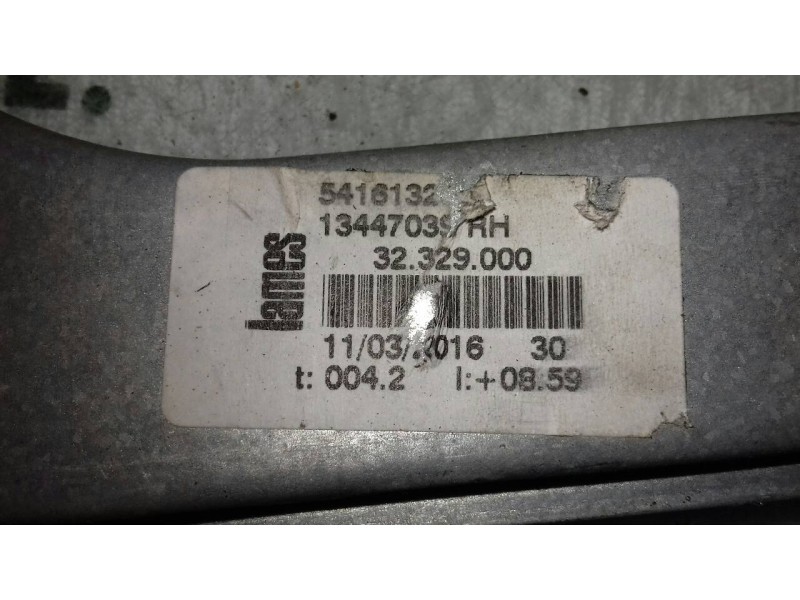 5416132
13447039 RH
lames
32.329.000
11/03/2016 30
t: 004.2 l:+08.59